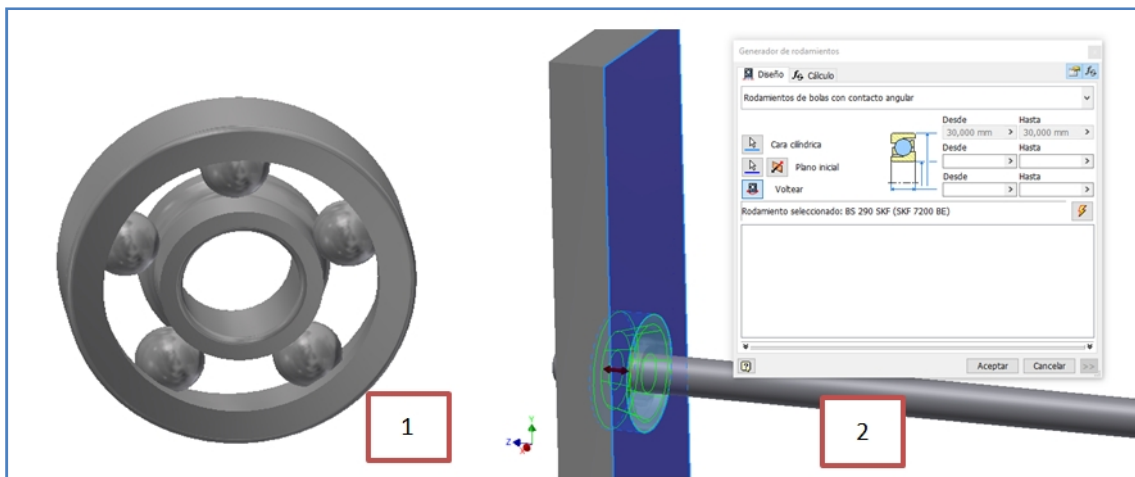 Generador de rodamientos
Diseño Cálculo
Rodamientos de bolas con contacto angular
Desde Hasta
30,000 mm 30,000 mm
Cara cilíndrica
Desde Hasta
Plano inicial
Desde Hasta
Voltear
Rodamiento seleccionado: BS 290 SKF (SKF 7200 BE)
Aceptar Cancelar >>
1
2
Y
Z
X